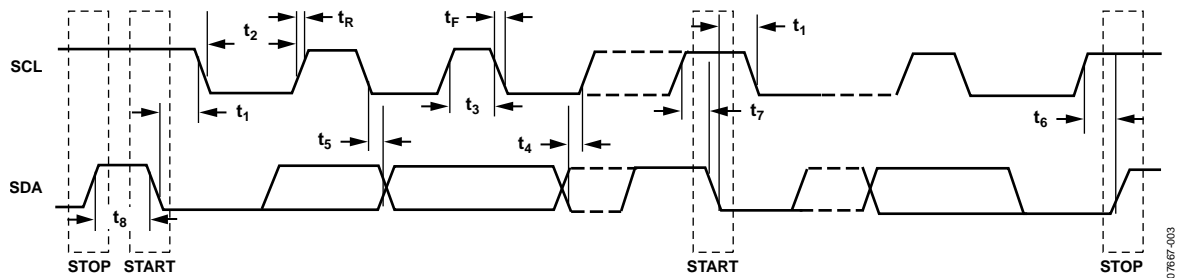 t2
tR
tF
t1
SCL
t1
t3
t7
t6
t5
t4
SDA
t8
STOP
START
START
STOP
07667-003